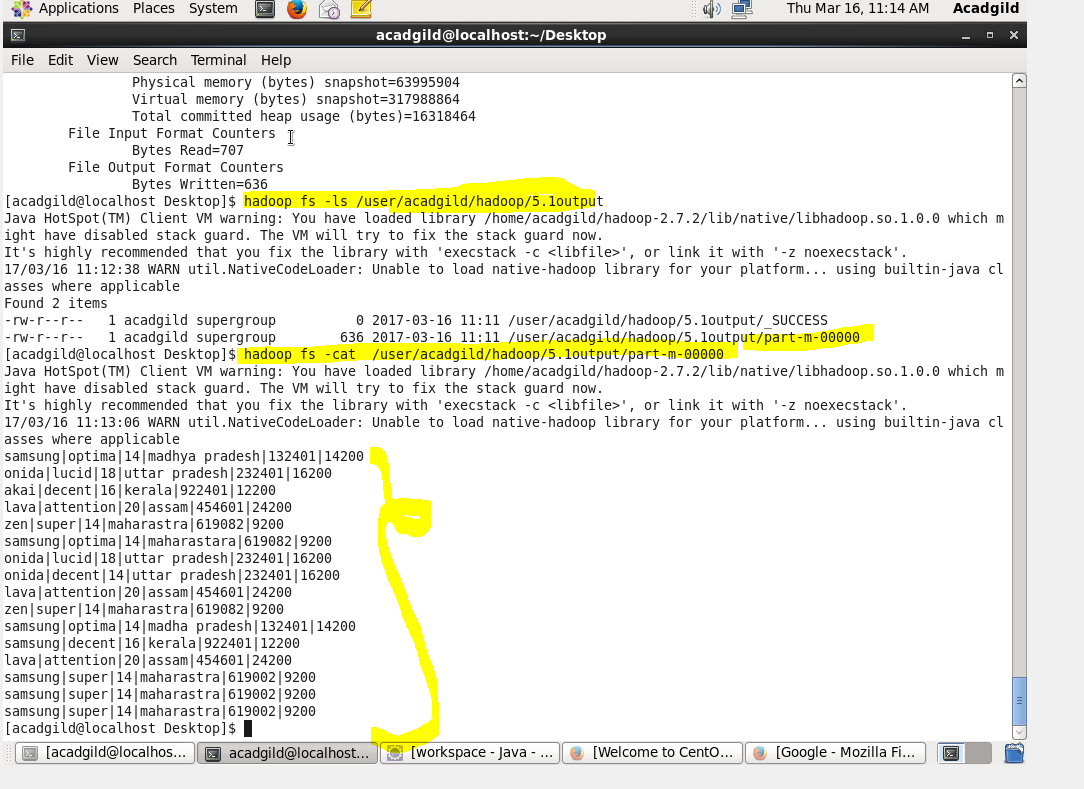 Applications Places System Thu Mar 16, 11:14 AM Acadgild
acadgild@localhost:~/Desktop
File Edit View Search Terminal Help
Physical memory (bytes) snapshot=63995904
Virtual memory (bytes) snapshot=317988864
Total committed heap usage (bytes)=16318464
File Input Format Counters
Bytes Read=707
File Output Format Counters
Bytes Written=636
[acadgild@localhost Desktop]$ hadoop fs -ls /user/acadgild/hadoop/5.1output
Java HotSpot(TM) Client VM warning: You have loaded library /home/acadgild/hadoop-2.7.2/lib/native/libhadoop.so.1.0.0 which m
ight have disabled stack guard. The VM will try to fix the stack guard now.
It's highly recommended that you fix the library with 'execstack -c <libfile>', or link it with '-z noexecstack'.
17/03/16 11:12:38 WARN util.NativeCodeLoader: Unable to load native-hadoop library for your platform... using builtin-java cl
asses where applicable
Found 2 items
-rw-r--r--   1 acadgild supergroup          0 2017-03-16 11:11 /user/acadgild/hadoop/5.1output/_SUCCESS
-rw-r--r--   1 acadgild supergroup        636 2017-03-16 11:11 /user/acadgild/hadoop/5.1output/part-m-00000
[acadgild@localhost Desktop]$ hadoop fs -cat  /user/acadgild/hadoop/5.1output/part-m-00000
Java HotSpot(TM) Client VM warning: You have loaded library /home/acadgild/hadoop-2.7.2/lib/native/libhadoop.so.1.0.0 which m
ight have disabled stack guard. The VM will try to fix the stack guard now.
It's highly recommended that you fix the library with 'execstack -c <libfile>', or link it with '-z noexecstack'.
17/03/16 11:13:06 WARN util.NativeCodeLoader: Unable to load native-hadoop library for your platform... using builtin-java cl
asses where applicable
samsung|optima|14|madhya pradesh|132401|14200
onida|lucid|18|uttar pradesh|232401|16200
akai|decent|16|kerala|922401|12200
lava|attention|20|assam|454601|24200
zen|super|14|maharastra|619082|9200
samsung|optima|14|maharastara|619082|9200
onida|lucid|18|uttar pradesh|232401|16200
onida|decent|14|uttar pradesh|232401|16200
lava|attention|20|assam|454601|24200
zen|super|14|maharastra|619082|9200
samsung|optima|14|madha pradesh|132401|14200
samsung|decent|16|kerala|922401|12200
lava|attention|20|assam|454601|24200
samsung|super|14|maharastra|619002|9200
samsung|super|14|maharastra|619002|9200
samsung|super|14|maharastra|619002|9200
[acadgild@localhost Desktop]$
[acadgild@localhos... acadgild@localhost... [workspace - Java - ... [Welcome to CentO... [Google - Mozilla Fi...